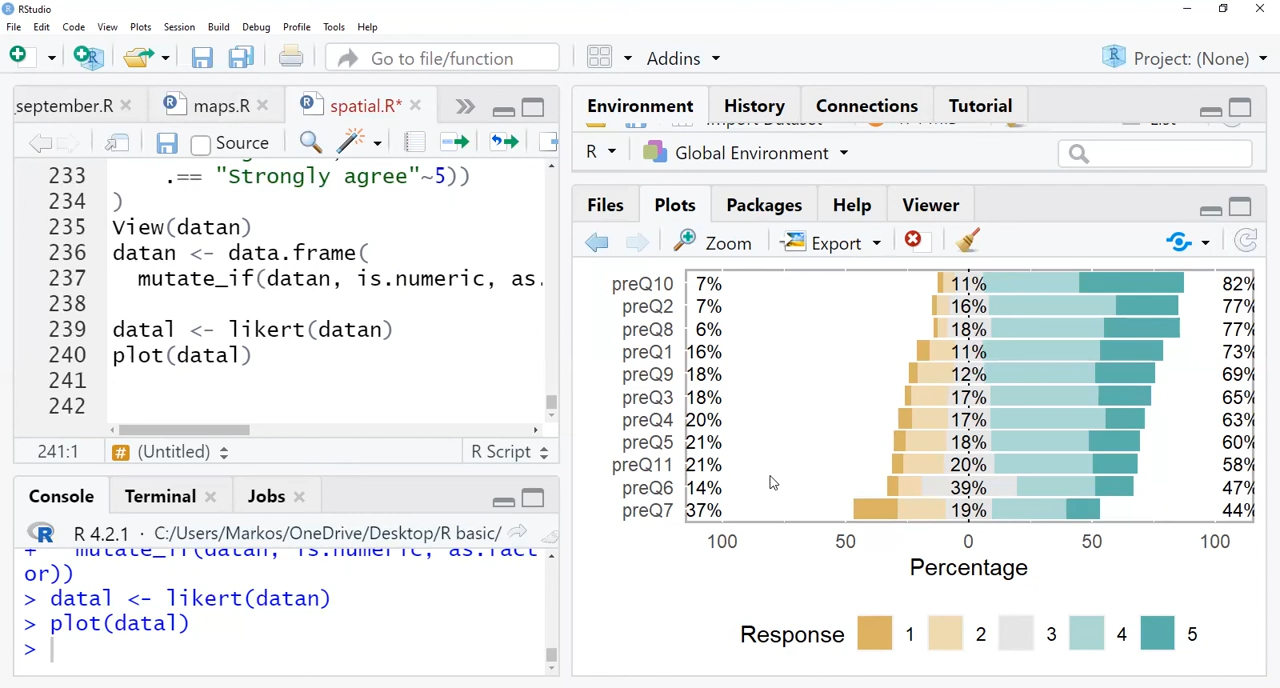 RStudio
File Edit Code View Plots Session Build Debug Profile Tools Help
Go to file/function Addins Project: (None)
september.R maps.R spatial.R*
Source
233 .== "Strongly agree"~5))
234 )
235 View(datan)
236 datan <- data.frame(
237 mutate_if(datan, is.numeric, as.
238
239 datal <- likert(datan)
240 plot(datal)
241
242
241:1 (Untitled) R Script
Console Terminal Jobs
R 4.2.1 · C:/Users/Markos/OneDrive/Desktop/R basic/
+ mutate_if(datan, is.numeric, as.fact
or))
> datal <- likert(datan)
> plot(datal)
>
Environment History Connections Tutorial
R Global Environment
Files Plots Packages Help Viewer
Zoom Export
preQ10 7% 11% 82%
preQ2 7% 16% 77%
preQ8 6% 18% 77%
preQ1 16% 11% 73%
preQ9 18% 12% 69%
preQ3 18% 17% 65%
preQ4 20% 17% 63%
preQ5 21% 18% 60%
preQ11 21% 20% 58%
preQ6 14% 39% 47%
preQ7 37% 19% 44%
100 50 0 50 100
Percentage
Response 1 2 3 4 5